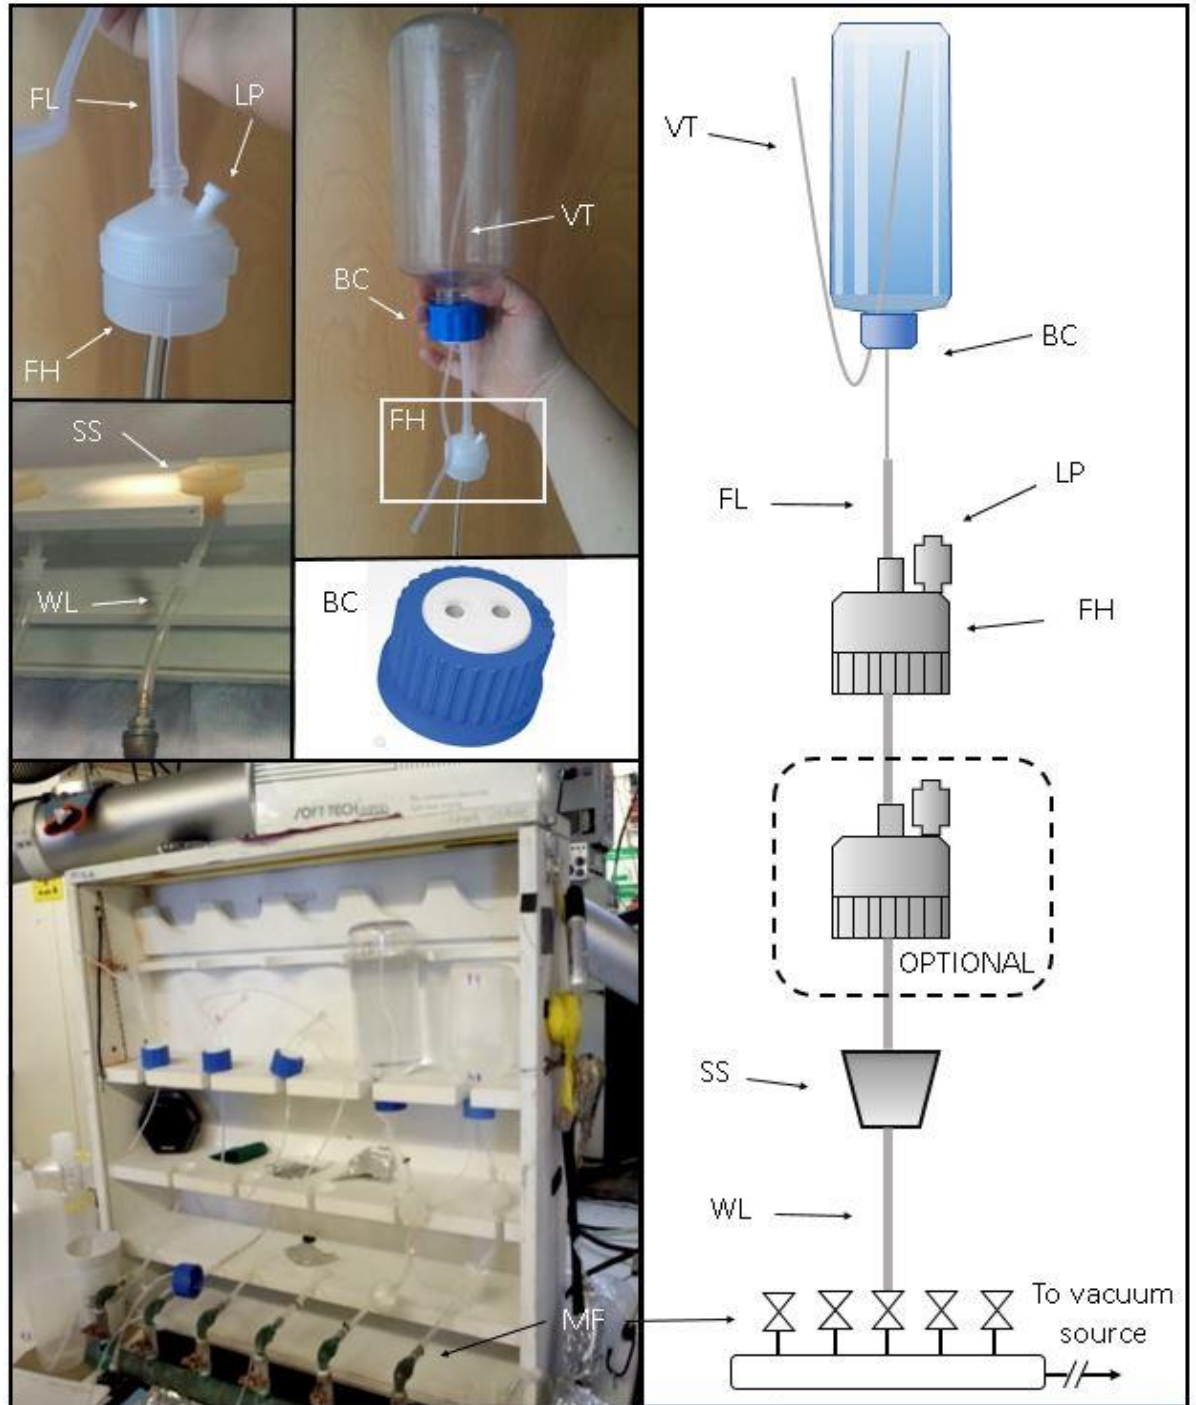 FL
LP
FH
VT
BC
FH
SS
WL
BC
SOFT TECH
MF
VT
BC
FL
LP
FH
OPTIONAL
SS
WL
To vacuum
source